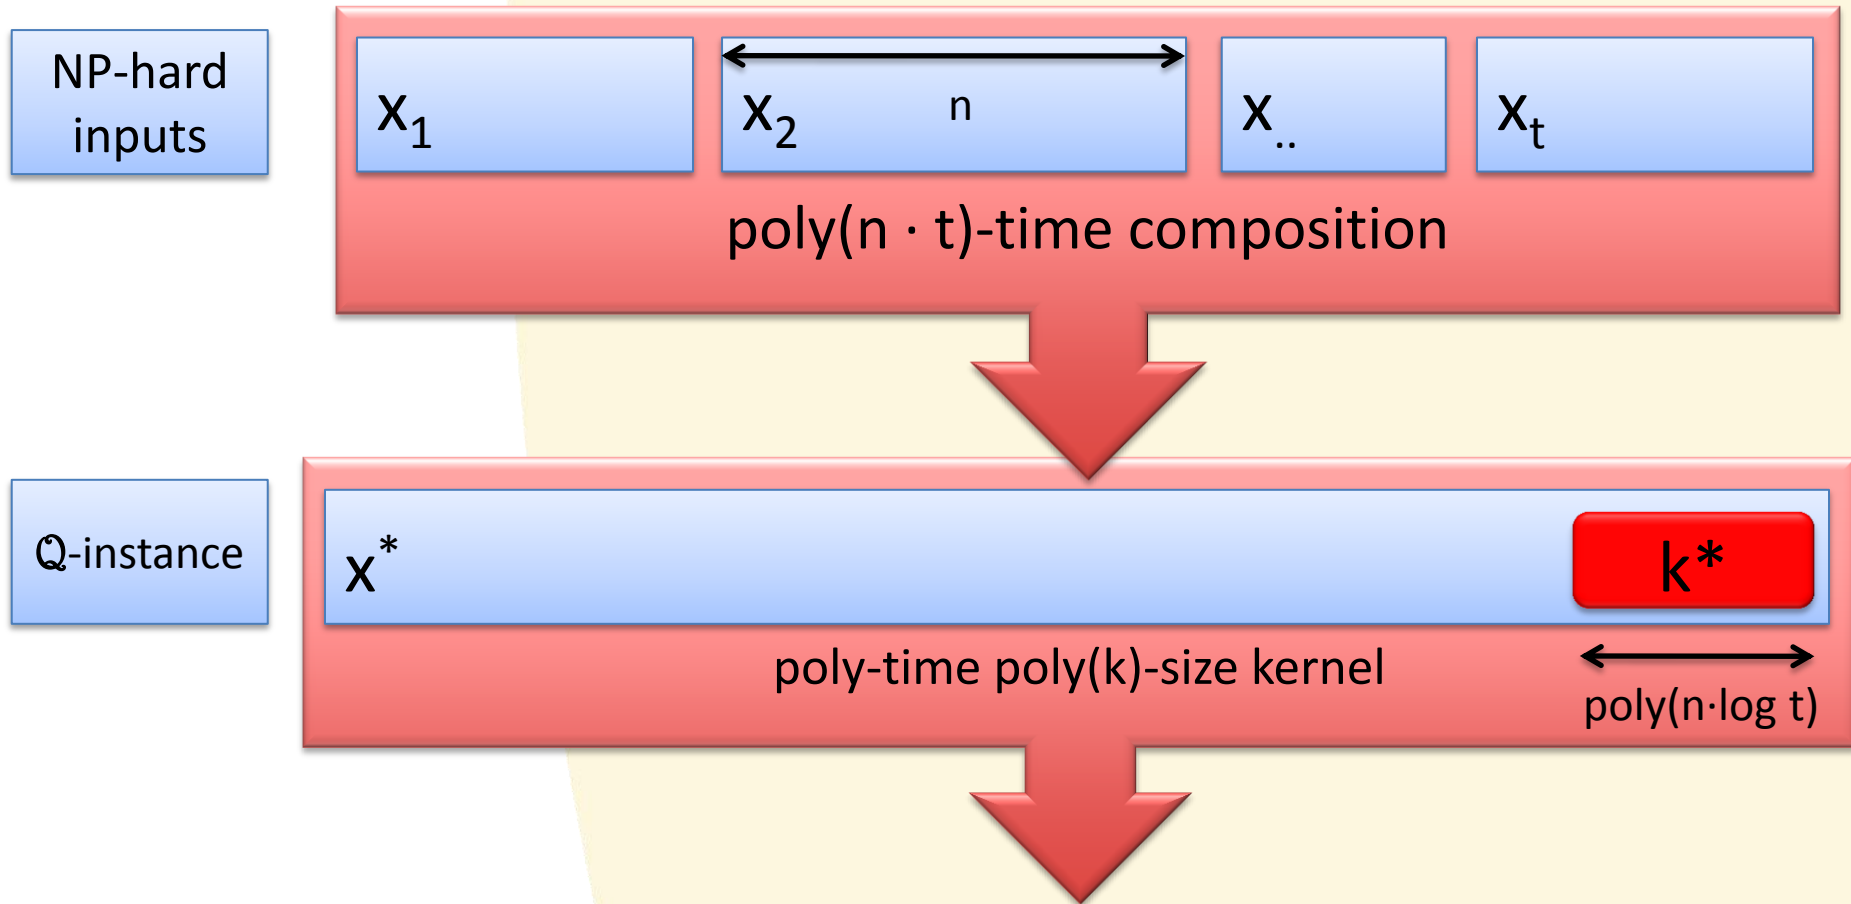 NP-hard
inputs
x₁
x₂
n
x..
xₜ
poly(n · t)-time composition
Q-instance
x*
k*
poly-time poly(k)-size kernel
poly(n·log t)